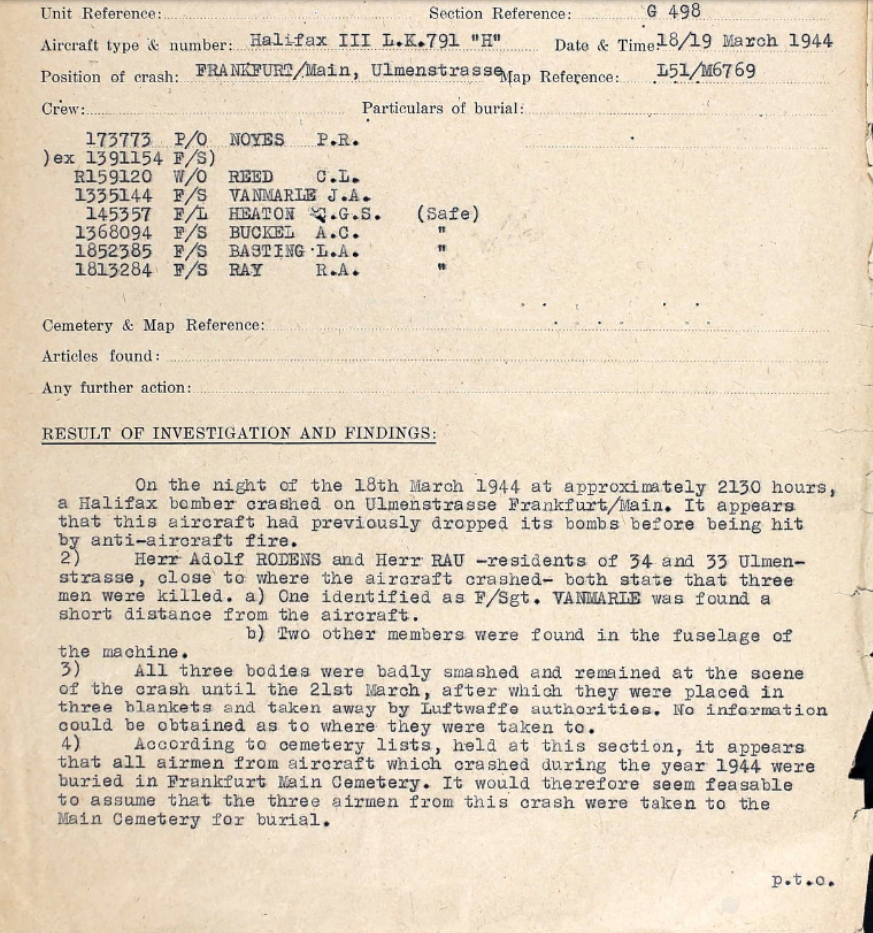 Unit Reference: Section Reference: G 498
Aircraft type & number: Halifax III L.K.791 "H" Date & Time: 18/19 March 1944
Position of crash: FRANKFURT/Main, Ulmenstrasse Map Reference: L51/M6769
Crew: Particulars of burial:
173773 P/O NOYES P.R.
)ex 1391154 F/S)
R159120 W/O REED C.L.
1335144 F/S VANMARLE J.A.
145357 F/L HEATON C.G.S. (Safe)
1368094 F/S BUCKEL A.C. "
1852385 F/S BASTING L.A. "
1813284 F/S RAY R.A. "
Cemetery & Map Reference:
Articles found:
Any further action:
RESULT OF INVESTIGATION AND FINDINGS:
On the night of the 18th March 1944 at approximately 2130 hours,
a Halifax bomber crashed on Ulmenstrasse Frankfurt/Main. It appears
that this aircraft had previously dropped its bombs before being hit
by anti-aircraft fire.
2) Herr Adolf RODENS and Herr RAU -residents of 34 and 33 Ulmen-
strasse, close to where the aircraft crashed- both state that three
men were killed. a) One identified as F/Sgt. VANMARLE was found a
short distance from the aircraft.
b) Two other members were found in the fuselage of
the machine.
3) All three bodies were badly smashed and remained at the scene
of the crash until the 21st March, after which they were placed in
three blankets and taken away by Luftwaffe authorities. No information
could be obtained as to where they were taken to.
4) According to cemetery lists, held at this section, it appears
that all airmen from aircraft which crashed during the year 1944 were
buried in Frankfurt Main Cemetery. It would therefore seem feasable
to assume that the three airmen from this crash were taken to the
Main Cemetery for burial.
p.t.o.